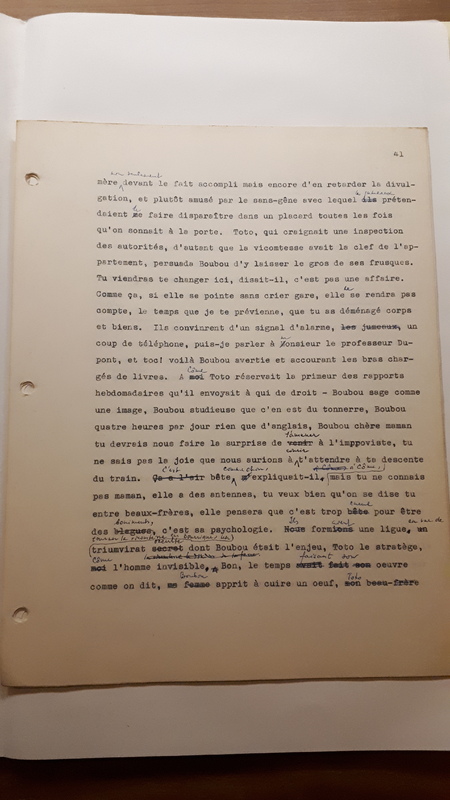 41
mère devant le fait accompli mais encore d'en retarder la divul-
gation, et plutôt amusé par le sans-gêne avec lequel ils préten-
daient me faire disparaître dans un placard toutes les fois
qu'on sonnait à la porte. Toto, qui craignait une inspection
des autorités, d'autant que la vicomtesse avait la clef de l'ap-
partement, persuada Boubou d'y laisser le gros de ses frusques.
Tu viendras te changer ici, disait-il, c'est pas une affaire.
Comme ça, si elle se pointe sans crier gare, elle se rendra pas
compte, le temps que je te prévienne, que tu as déménagé corps
et biens. Ils convinrent d'un signal d'alarme, les jumeaux, un
coup de téléphone, puis-je parler à Monsieur le professeur Du-
pont, et toc! voilà Boubou avertie et accourant les bras char-
gés de livres.
Côme
A moi Toto réservait la primeur des rapports
hebdomadaires qu'il envoyait à qui de droit - Boubou sage comme
une image, Boubou studieuse que c'en est du tonnerre, Boubou
quatre heures par jour rien que d'anglais, Boubou chère maman
t'amener
tu devrais nous faire la surprise de venir à l'improviste, tu
ne sais pas la joie que nous aurions à t'attendre à ta descente
C'est
du train. Ça a l'air bête, expliquait-il, mais tu ne connais
pas maman, elle a des antennes, tu veux bien qu'on se dise tu
entre beaux-frères, elle pensera que c'est trop bête pour être
Ils
des blagues, c'est sa psychologie. Nous formions une ligue, un
triumvirat secret dont Boubou était l'enjeu, Toto le stratège,
Côme
moi l'homme invisible. Bon, le temps avait fait son oeuvre
Boubou
Toto
comme on dit, ma femme apprit à cuire un oeuf, mon beau-frère